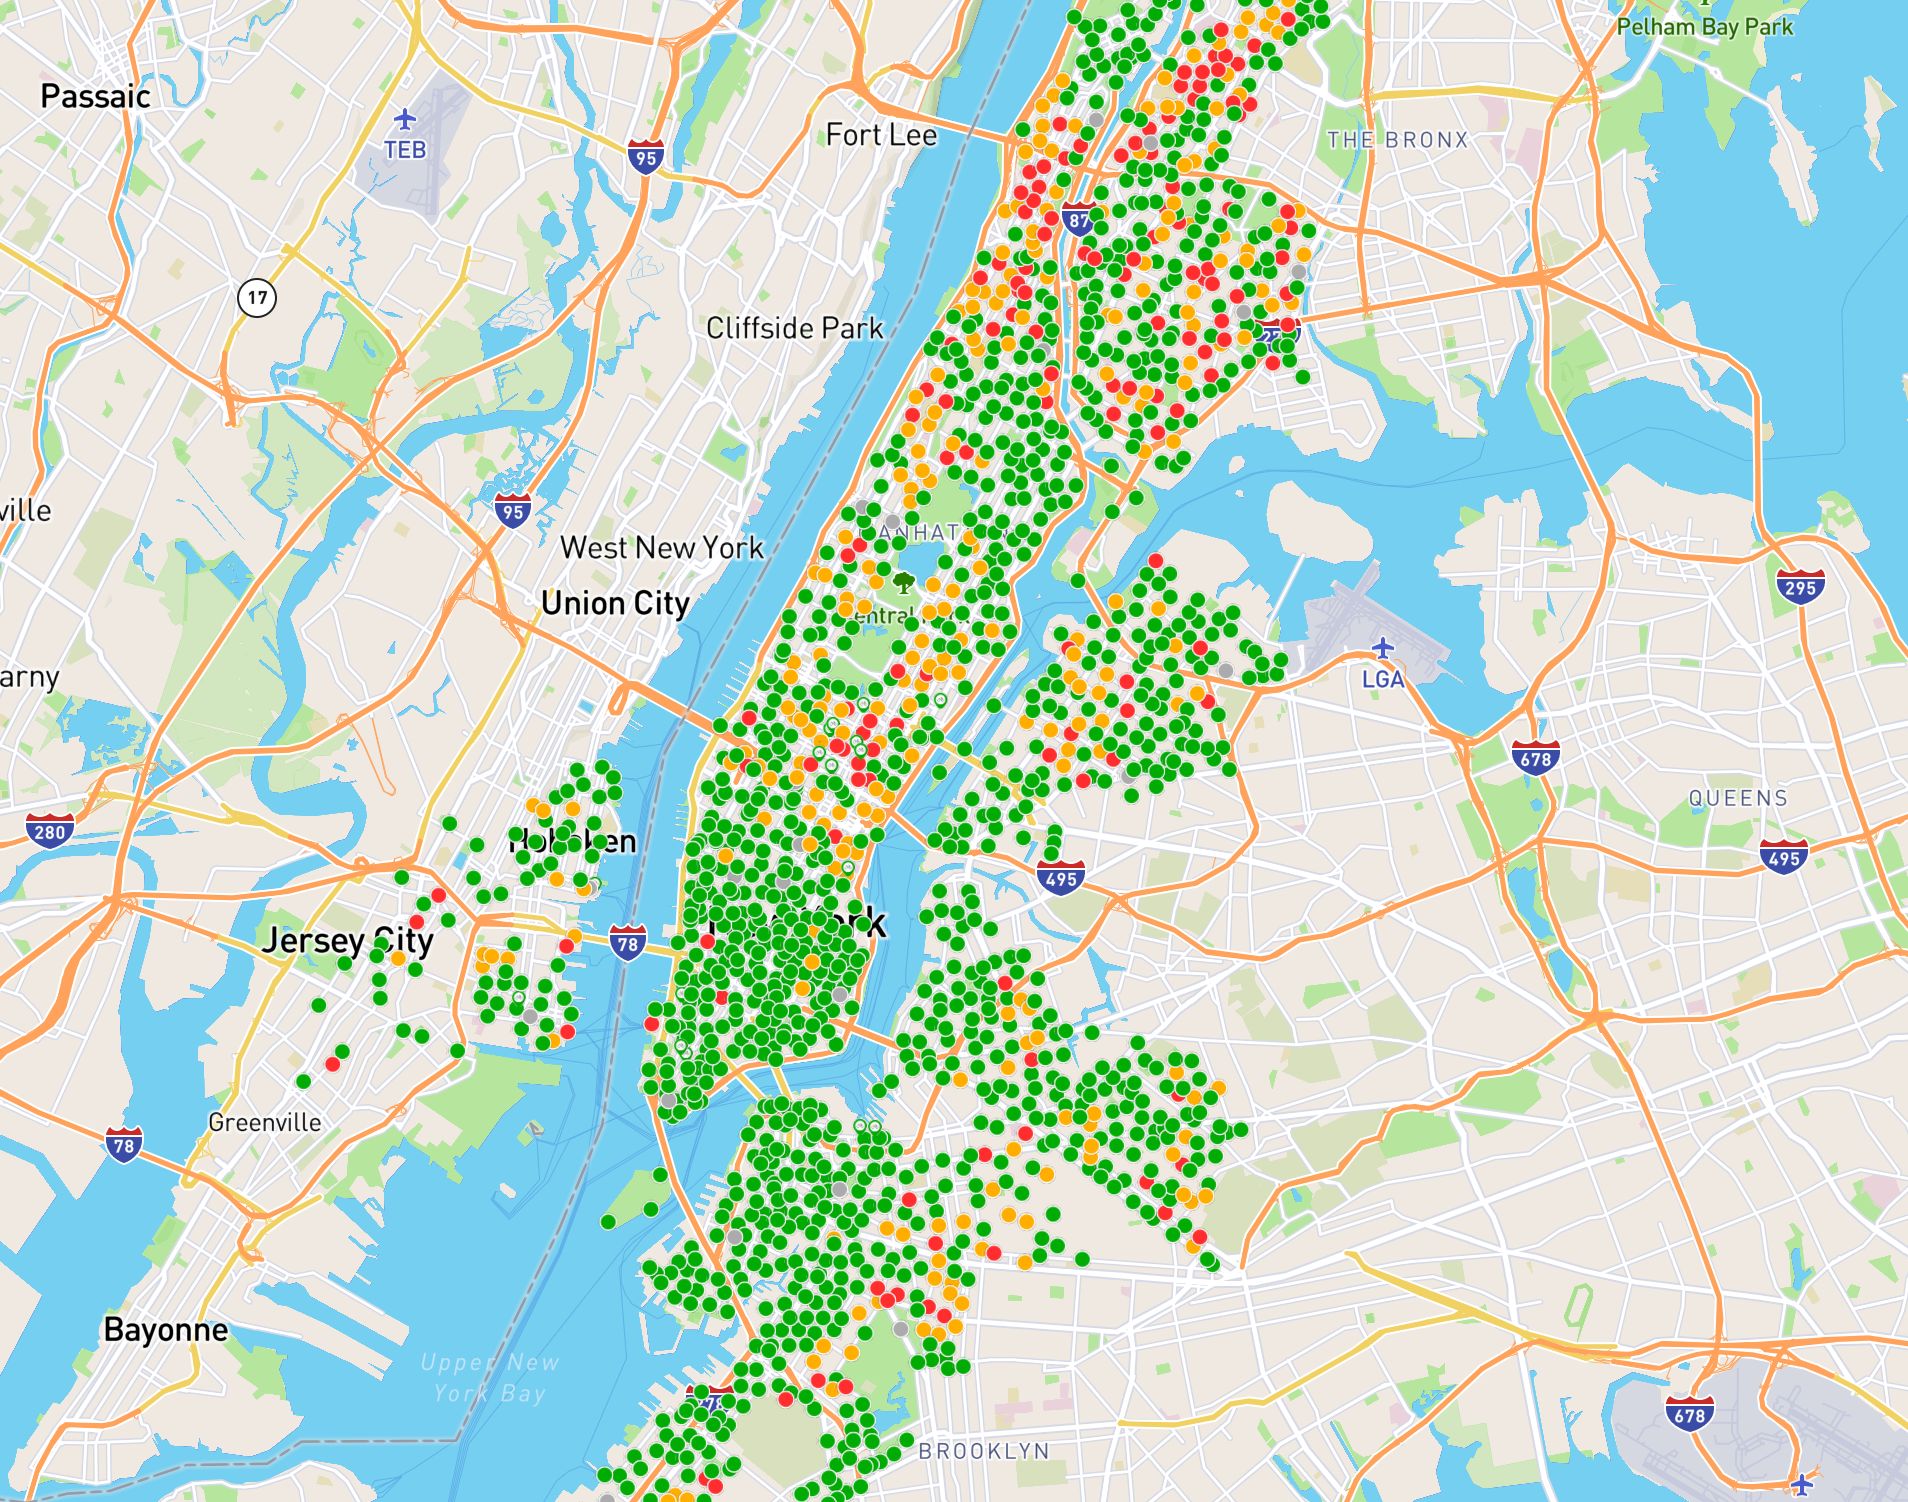 Pelham Bay Park
Passaic
TEB
95
Fort Lee
THE BRONX
87
17
Cliffside Park
ville
95
West New York
MANHAT
Union City
Central
295
arny
LGA
678
QUEENS
280
Hoboken
495
495
York
Jersey City
78
Greenville
78
Bayonne
Upper New
York Bay
678
BROOKLYN